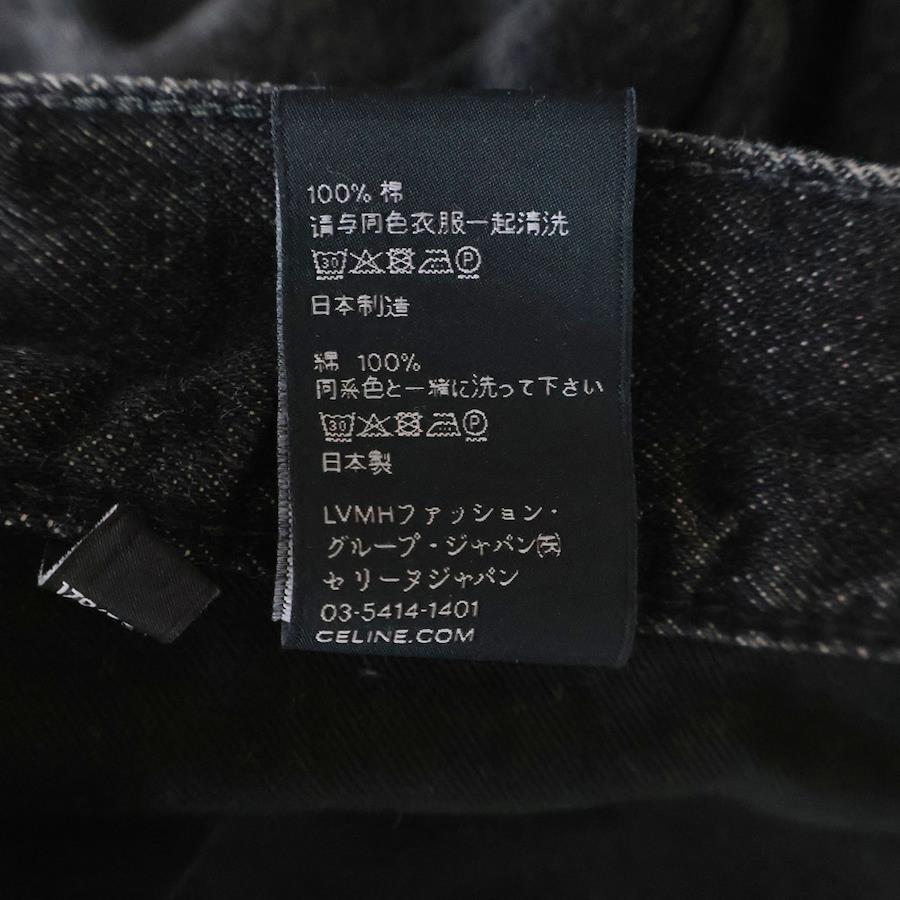 100% 棉
请与同色衣服一起清洗
30 P
日本制造
綿 100%
同系色と一緒に洗って下さい
30 P
日本製
LVMHファッション・
グループ・ジャパン㈱
セリーヌジャパン
03-5414-1401
CELINE.COM